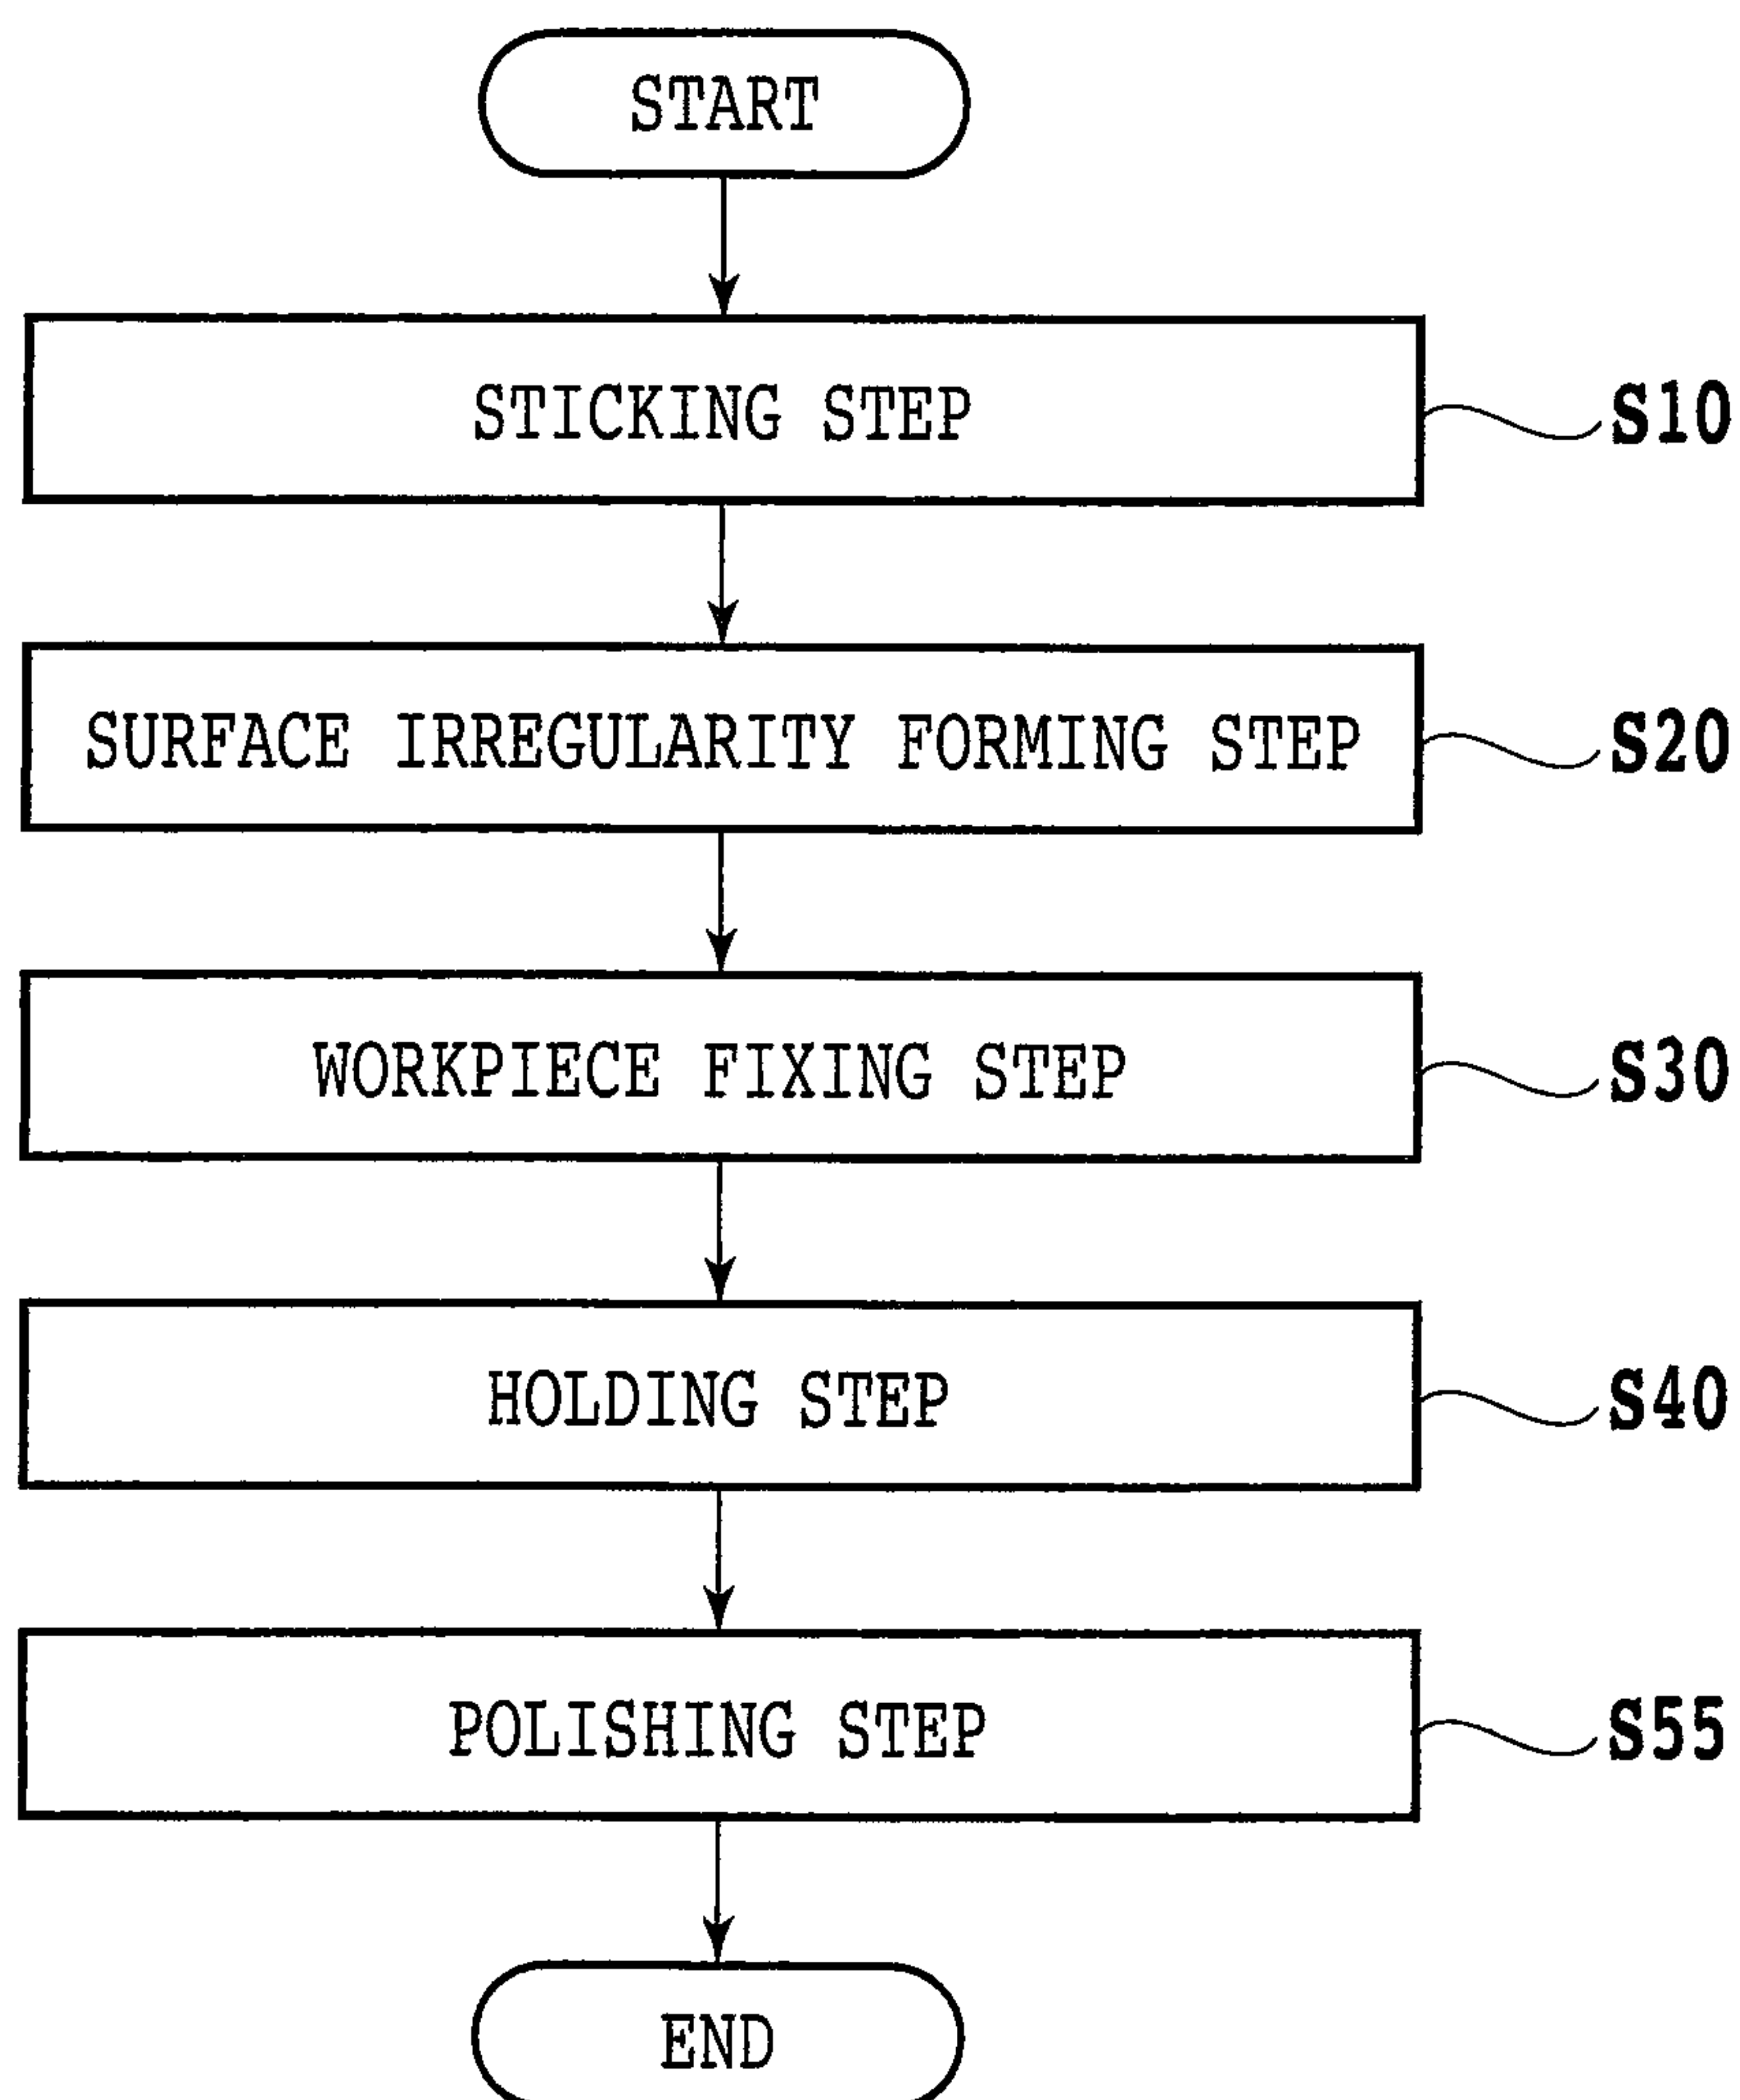 START
STICKING STEP S10
SURFACE IRREGULARITY FORMING STEP S20
WORKPIECE FIXING STEP S30
HOLDING STEP S40
POLISHING STEP S55
END